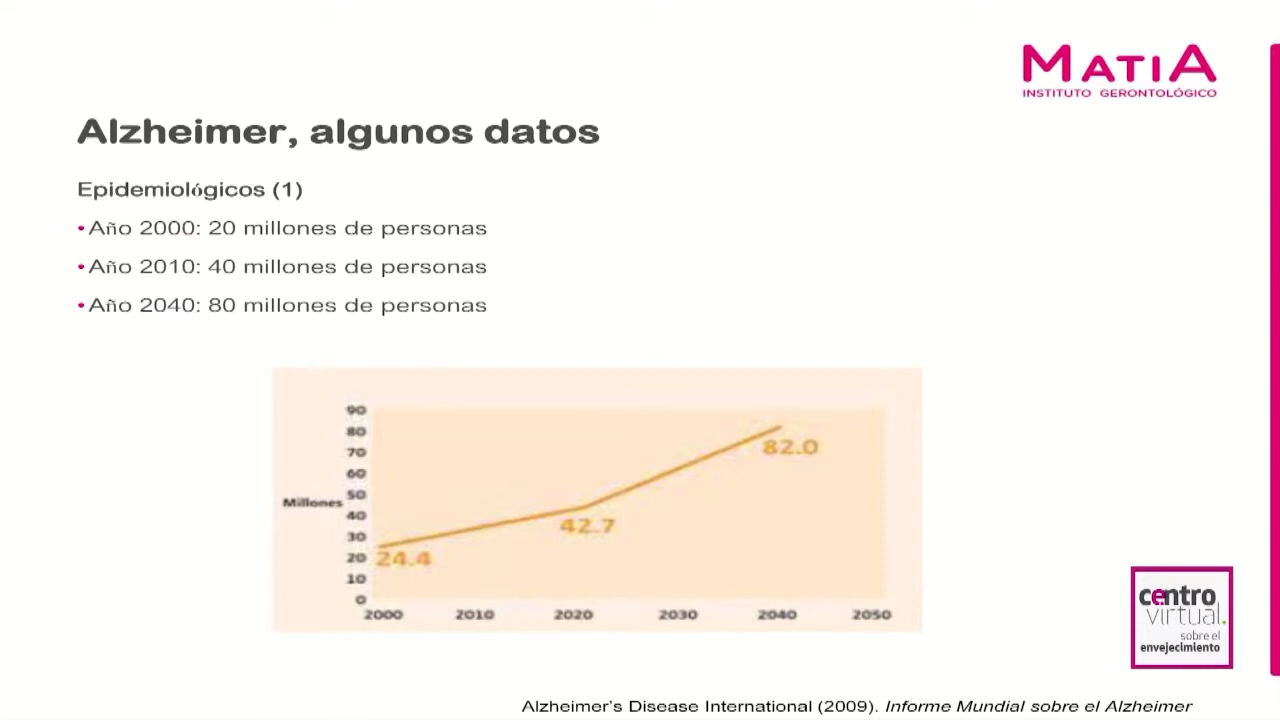 MATIA
INSTITUTO GERONTOLÓGICO
Alzheimer, algunos datos
Epidemiológicos (1)
•Año 2000: 20 millones de personas
•Año 2010: 40 millones de personas
•Año 2040: 80 millones de personas
90
80
70
60
50
Millones
40
30
20
10
0
82.0
42.7
24.4
2000 2010 2020 2030 2040 2050
centro
virtual.
sobre el
envejecimiento
Alzheimer's Disease International (2009). Informe Mundial sobre el Alzheimer